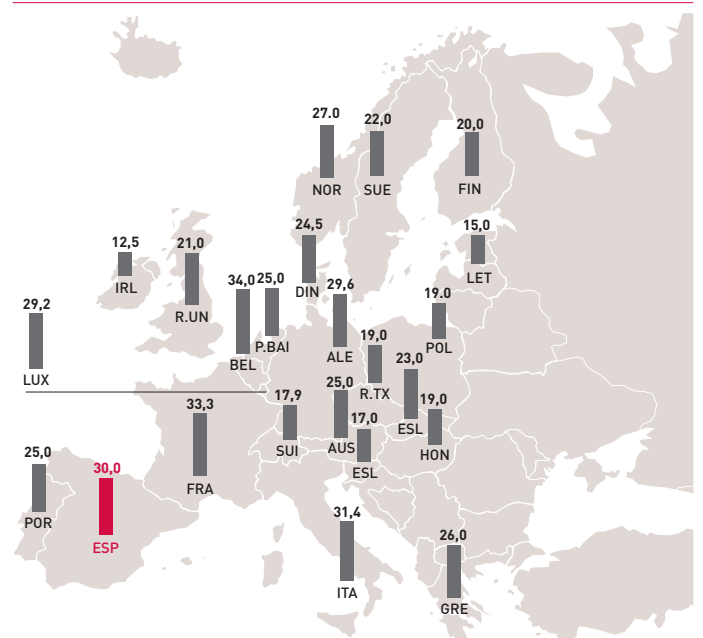 27.0
NOR
22,0
SUE
20,0
FIN
15,0
LET
24,5
DIN
12,5
IRL
21,0
R.UN
34,0
BEL
25,0
P.BAI
29,6
ALE
19.0
POL
29,2
LUX
19,0
R.TX
23,0
ESL
19,0
HON
25,0
AUS
17,0
ESL
17,9
SUI
33,3
FRA
25,0
POR
30,0
ESP
31,4
ITA
26,0
GRE